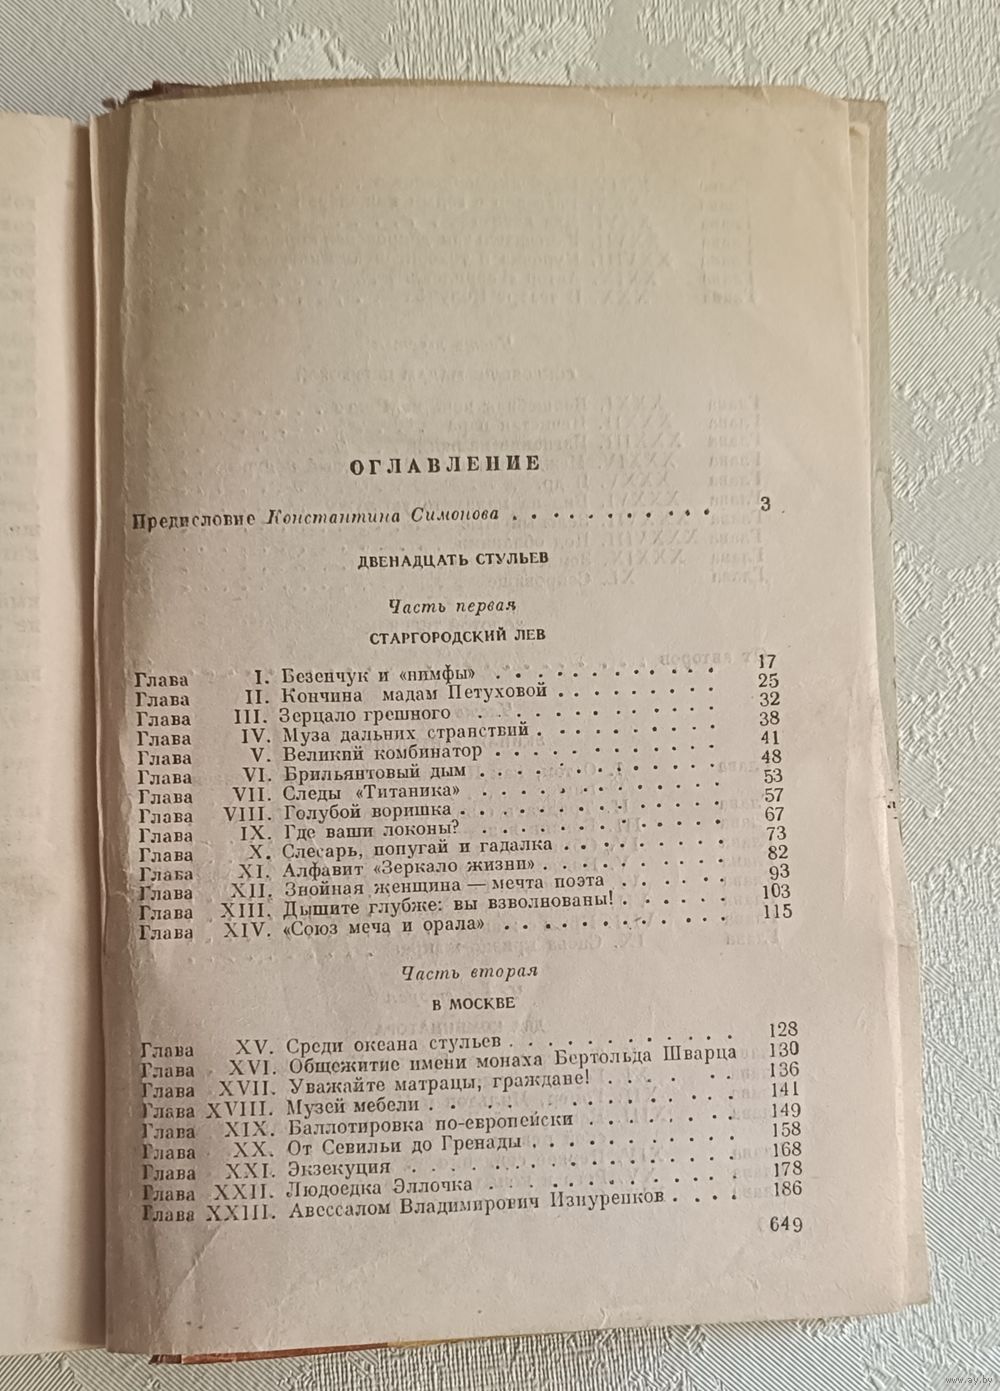 ОГЛАВЛЕНИЕ
Предисловие Константина Симонова . . . . . . . . . . . 3
ДВЕНАДЦАТЬ СТУЛЬЕВ
Часть первая
СТАРГОРОДСКИЙ ЛЕВ
Глава I. Безенчук и «нимфы» . . . . . . . . . . . 17
Глава II. Кончина мадам Петуховой . . . . . . . . 25
Глава III. Зерцало грешного . . . . . . . . . . . 32
Глава IV. Муза дальних странствий . . . . . . . . . 38
Глава V. Великий комбинатор . . . . . . . . . . . 41
Глава VI. Брильянтовый дым . . . . . . . . . . . 48
Глава VII. Следы «Титаника» . . . . . . . . . . . 53
Глава VIII. Голубой воришка . . . . . . . . . . . . 57
Глава IX. Где ваши локоны? . . . . . . . . . . . 67
Глава X. Слесарь, попугай и гадалка . . . . . . . . 73
Глава XI. Алфавит «Зеркало жизни» . . . . . . . . . 82
Глава XII. Знойная женщина — мечта поэта . . . . . 93
Глава XIII. Дышите глубже: вы взволнованы! . . . . . 103
Глава XIV. «Союз меча и орала» . . . . . . . . . . . 115
Часть вторая
В МОСКВЕ
Глава XV. Среди океана стульев . . . . . . . . . . 128
Глава XVI. Общежитие имени монаха Бертольда Шварца 130
Глава XVII. Уважайте матрацы, граждане! . . . . . . 136
Глава XVIII. Музей мебели . . . . . . . . . . . . . 141
Глава XIX. Баллотировка по-европейски . . . . . . . 149
Глава XX. От Севильи до Гренады . . . . . . . . . 158
Глава XXI. Экзекуция . . . . . . . . . . . . . . . 168
Глава XXII. Людоедка Эллочка . . . . . . . . . . . 178
Глава XXIII. Авессалом Владимирович Изнуренков . . . . 186
649
www.ay.by